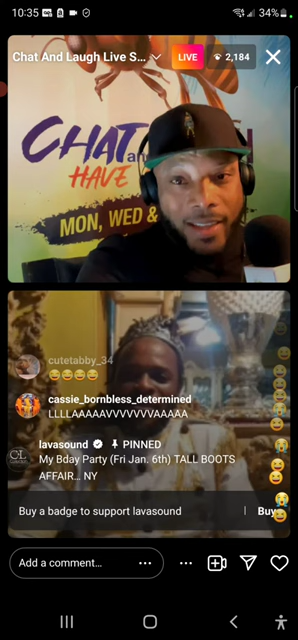 10:35
34%
Chat And Laugh Live S...
LIVE
2,184
CHAT
and
HAVE
MON, WED &
cutetabby_34
😂😂😂😂
cassie_bornbless_determined
LLLLAAAAAVVVVVVVAAAAA
lavasound
PINNED
My Bday Party (Fri Jan. 6th) TALL BOOTS
AFFAIR... NY
Buy a badge to support lavasound
Buy
Add a comment...